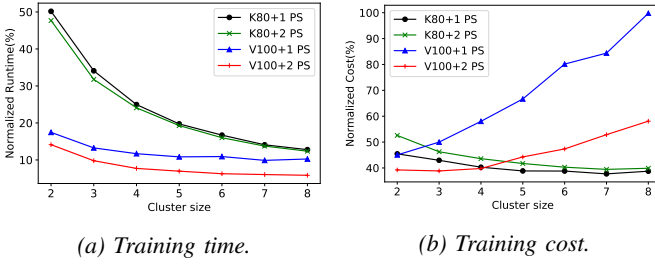 Normalized Runtime(%)
50
40
30
20
10
K80+1 PS
K80+2 PS
V100+1 PS
V100+2 PS
2 3 4 5 6 7 8
Cluster size
(a) Training time.
Normalized Cost(%)
100
90
80
70
60
50
40
K80+1 PS
K80+2 PS
V100+1 PS
V100+2 PS
2 3 4 5 6 7 8
Cluster size
(b) Training cost.